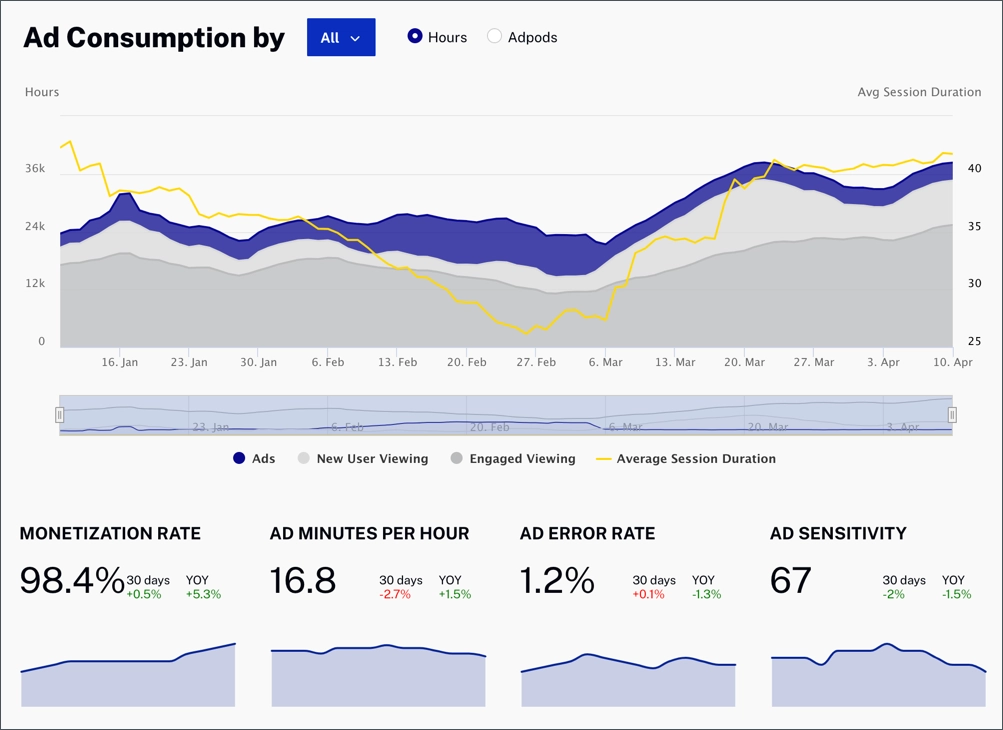 Ad Consumption by
All
Hours
Adpods
Hours
Avg Session Duration
36k
40
24k
35
12k
30
0
25
16. Jan 23. Jan 30. Jan 6. Feb 13. Feb 20. Feb 27. Feb 6. Mar 13. Mar 20. Mar 27. Mar 3. Apr 10. Apr
23. Jan 6. Feb 20. Feb 6. Mar 20. Mar 3. Apr
Ads New User Viewing Engaged Viewing Average Session Duration
MONETIZATION RATE
98.4%
30 days YOY
+0.5% +5.3%
AD MINUTES PER HOUR
16.8
30 days YOY
-2.7% +1.5%
AD ERROR RATE
1.2%
30 days YOY
+0.1% -1.3%
AD SENSITIVITY
67
30 days YOY
-2% -1.5%